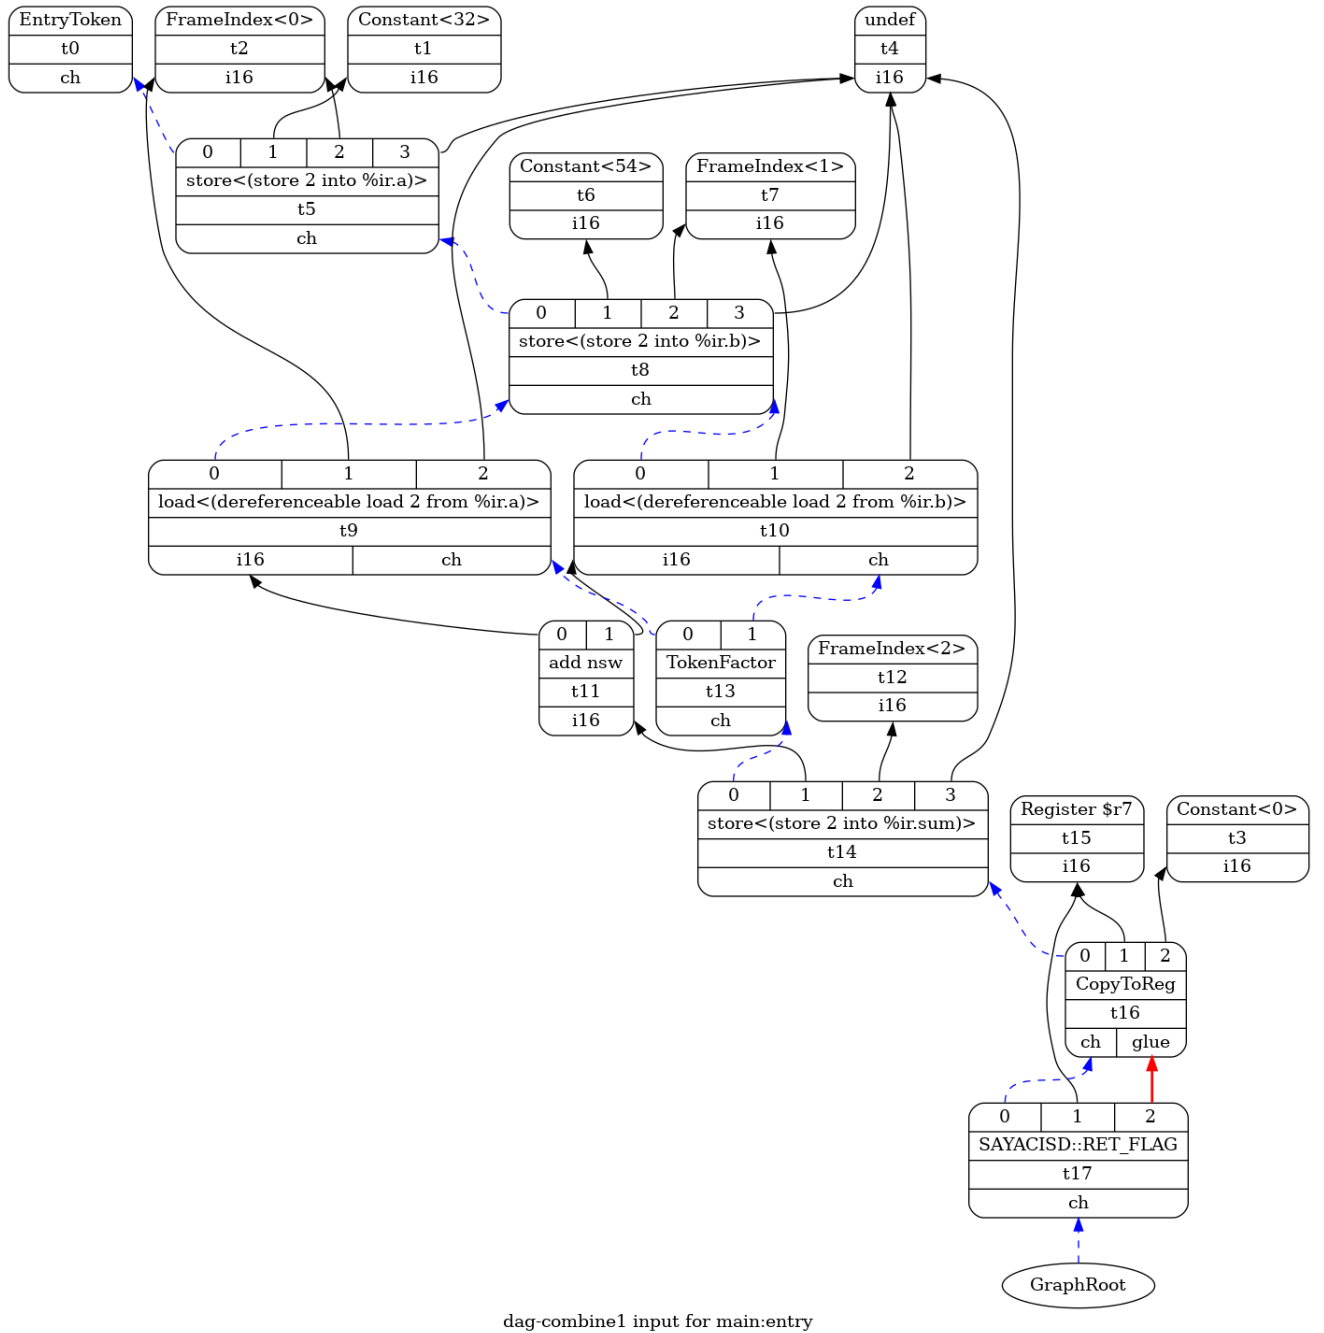 EntryToken
t0
ch
FrameIndex<0>
t2
i16
Constant<32>
t1
i16
undef
t4
i16
0 1 2 3
store<(store 2 into %ir.a)>
t5
ch
Constant<54>
t6
i16
FrameIndex<1>
t7
i16
0 1 2 3
store<(store 2 into %ir.b)>
t8
ch
0 1 2
load<(dereferenceable load 2 from %ir.a)>
t9
i16 ch
0 1 2
load<(dereferenceable load 2 from %ir.b)>
t10
i16 ch
0 1
add nsw
t11
i16
0 1
TokenFactor
t13
ch
FrameIndex<2>
t12
i16
0 1 2 3
store<(store 2 into %ir.sum)>
t14
ch
Register $r7
t15
i16
Constant<0>
t3
i16
0 1 2
CopyToReg
t16
ch glue
0 1 2
SAYACISD::RET_FLAG
t17
ch
GraphRoot
dag-combine1 input for main:entry